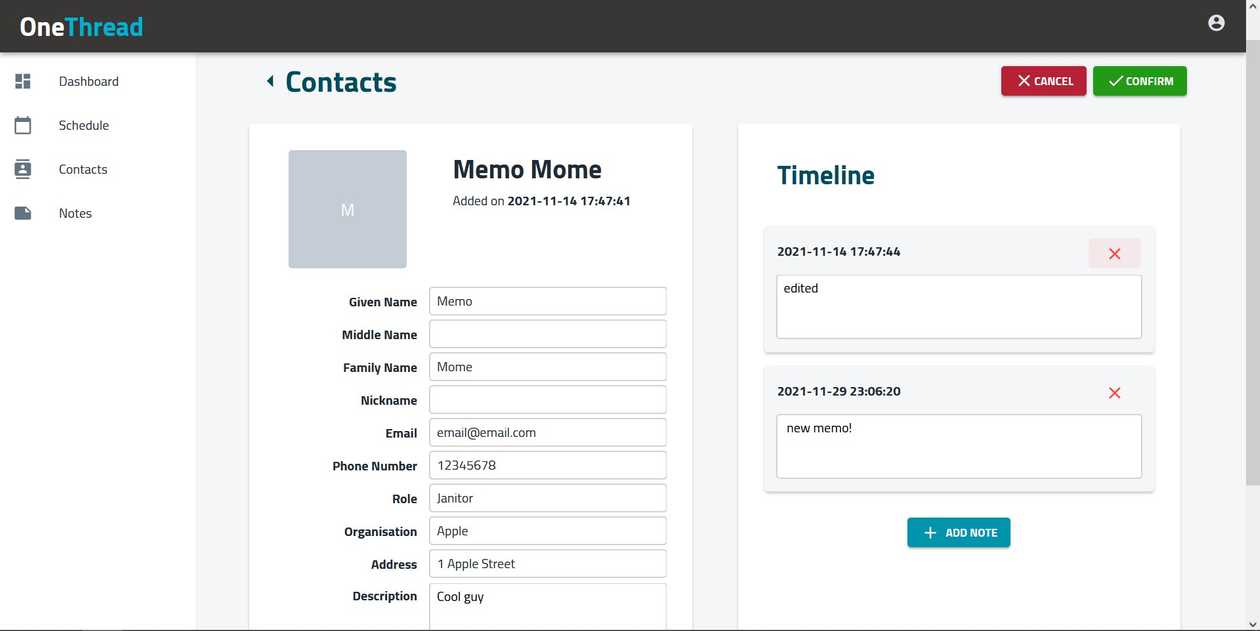 OneThread
Dashboard
Schedule
Contacts
Notes
Contacts
CANCEL
CONFIRM
M
Memo Mome
Added on 2021-11-14 17:47:41
Given Name Memo
Middle Name
Family Name Mome
Nickname
Email email@email.com
Phone Number 12345678
Role Janitor
Organisation Apple
Address 1 Apple Street
Description Cool guy
Timeline
2021-11-14 17:47:44
edited
2021-11-29 23:06:20
new memo!
ADD NOTE